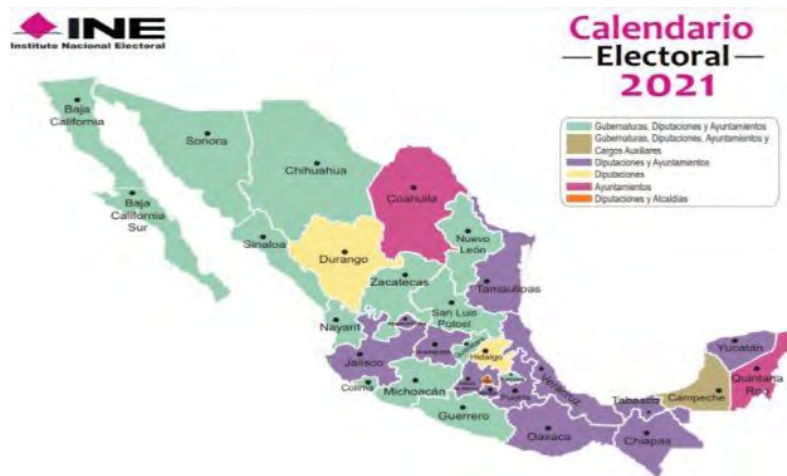 INE
Instituto Nacional Electoral
Calendario
Electoral
2021
Gubernaturas, Diputaciones y Ayuntamientos
Gubernaturas, Diputaciones, Ayuntamientos y
Cargos Auxiliares
Diputaciones y Ayuntamientos
Diputaciones
Ayuntamientos
Diputaciones y Alcaldías
Baja
California
Sonora
Chihuahua
Coahuila
Baja
California
Sur
Sinaloa
Durango
Nuevo
León
Zacatecas
Tamaulipas
San Luis
Potosí
Nayarit
Hidalgo
Jalisco
Colima
Michoacán
Puebla
Veracruz
Guerrero
Oaxaca
Tabasco
Chiapas
Campeche
Yucatán
Quintana
Roo